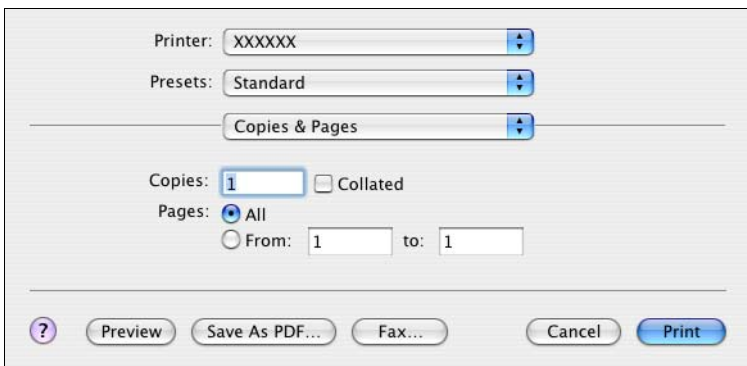 Printer: XXXXXX
Presets: Standard
Copies & Pages
Copies: 1 Collated
Pages: All
From: 1 to: 1
? Preview Save As PDF... Fax... Cancel Print